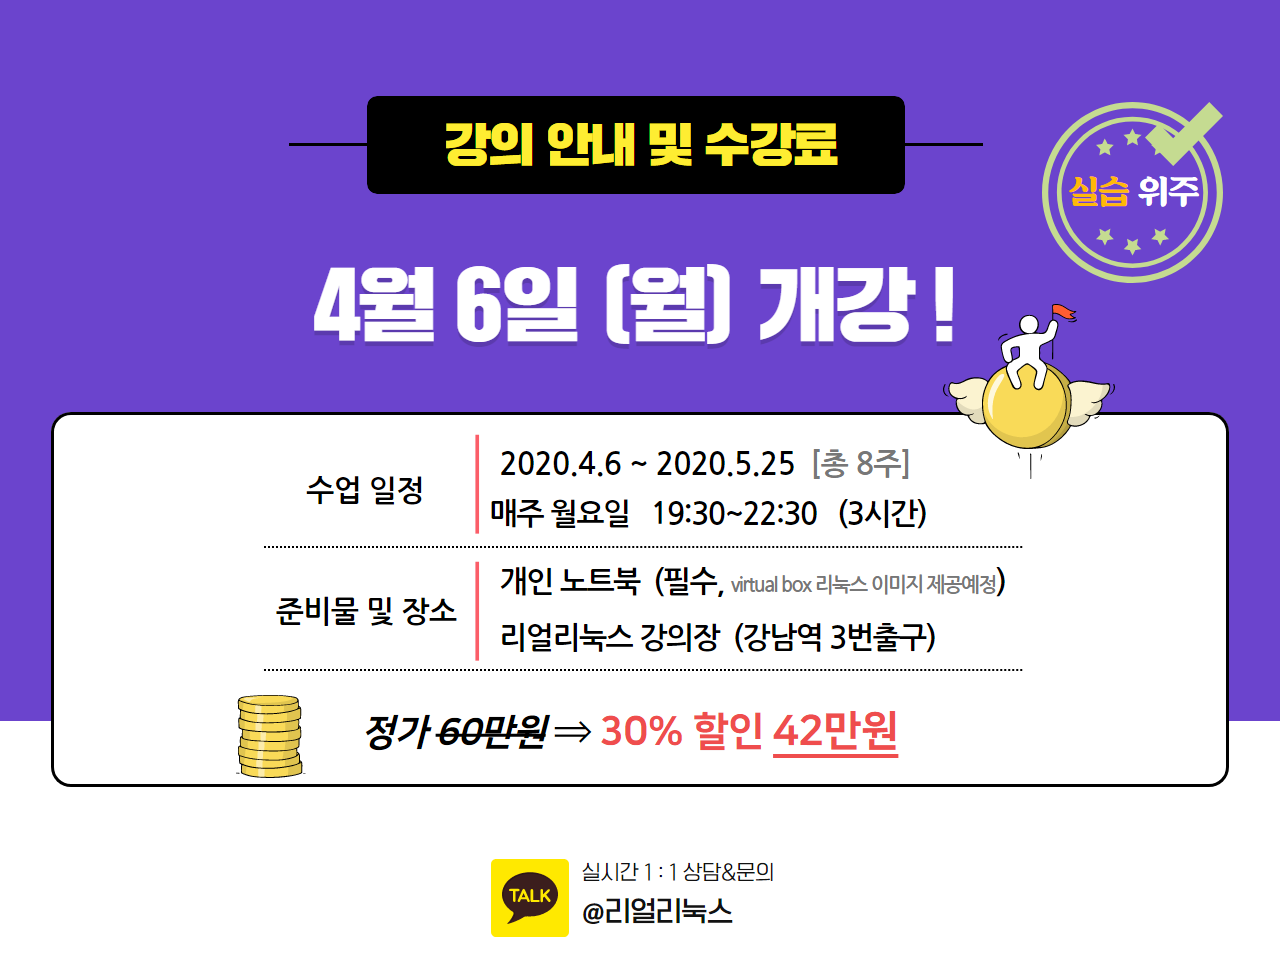 강의 안내 및 수강료
실습 위주
4월 6일 (월) 개강 !
수업 일정
2020.4.6 ~ 2020.5.25 [총 8주]
매주 월요일 19:30~22:30 (3시간)
준비물 및 장소
개인 노트북 (필수, virtual box 리눅스 이미지 제공예정)
리얼리눅스 강의장 (강남역 3번출구)
정가 60만원 ⇒ 30% 할인 42만원
TALK
실시간 1 : 1 상담&문의
@리얼리눅스